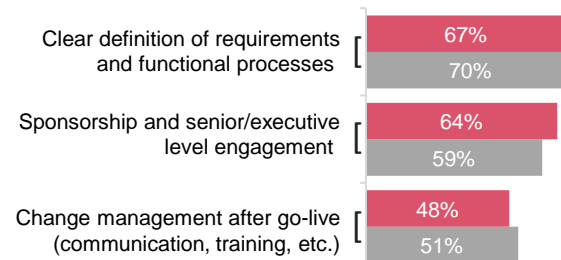 Clear definition of requirements
and functional processes
67%
70%
Sponsorship and senior/executive
level engagement
64%
59%
Change management after go-live
(communication, training, etc.)
48%
51%